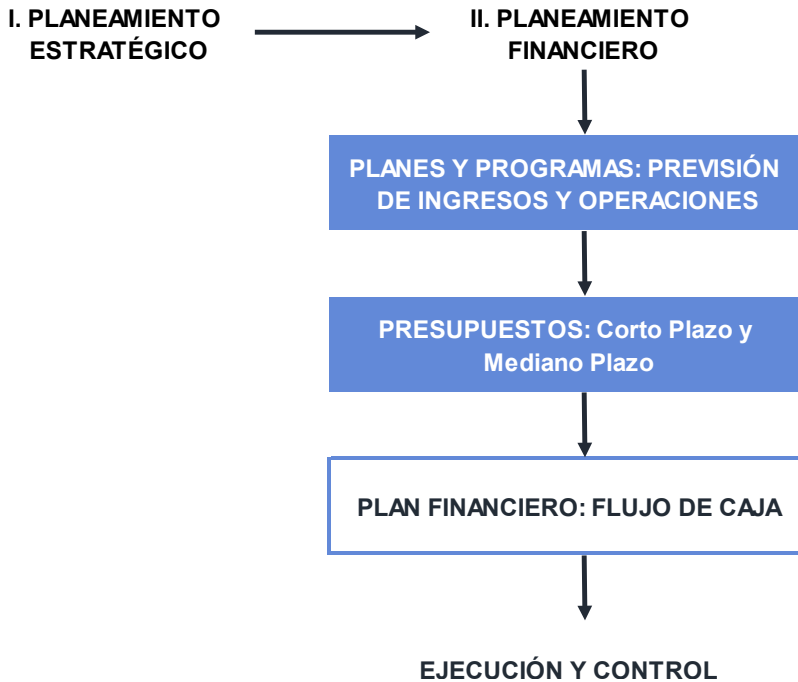 I. PLANEAMIENTO
ESTRATÉGICO
II. PLANEAMIENTO
FINANCIERO
PLANES Y PROGRAMAS: PREVISIÓN
DE INGRESOS Y OPERACIONES
PRESUPUESTOS: Corto Plazo y
Mediano Plazo
PLAN FINANCIERO: FLUJO DE CAJA
EJECUCIÓN Y CONTROL